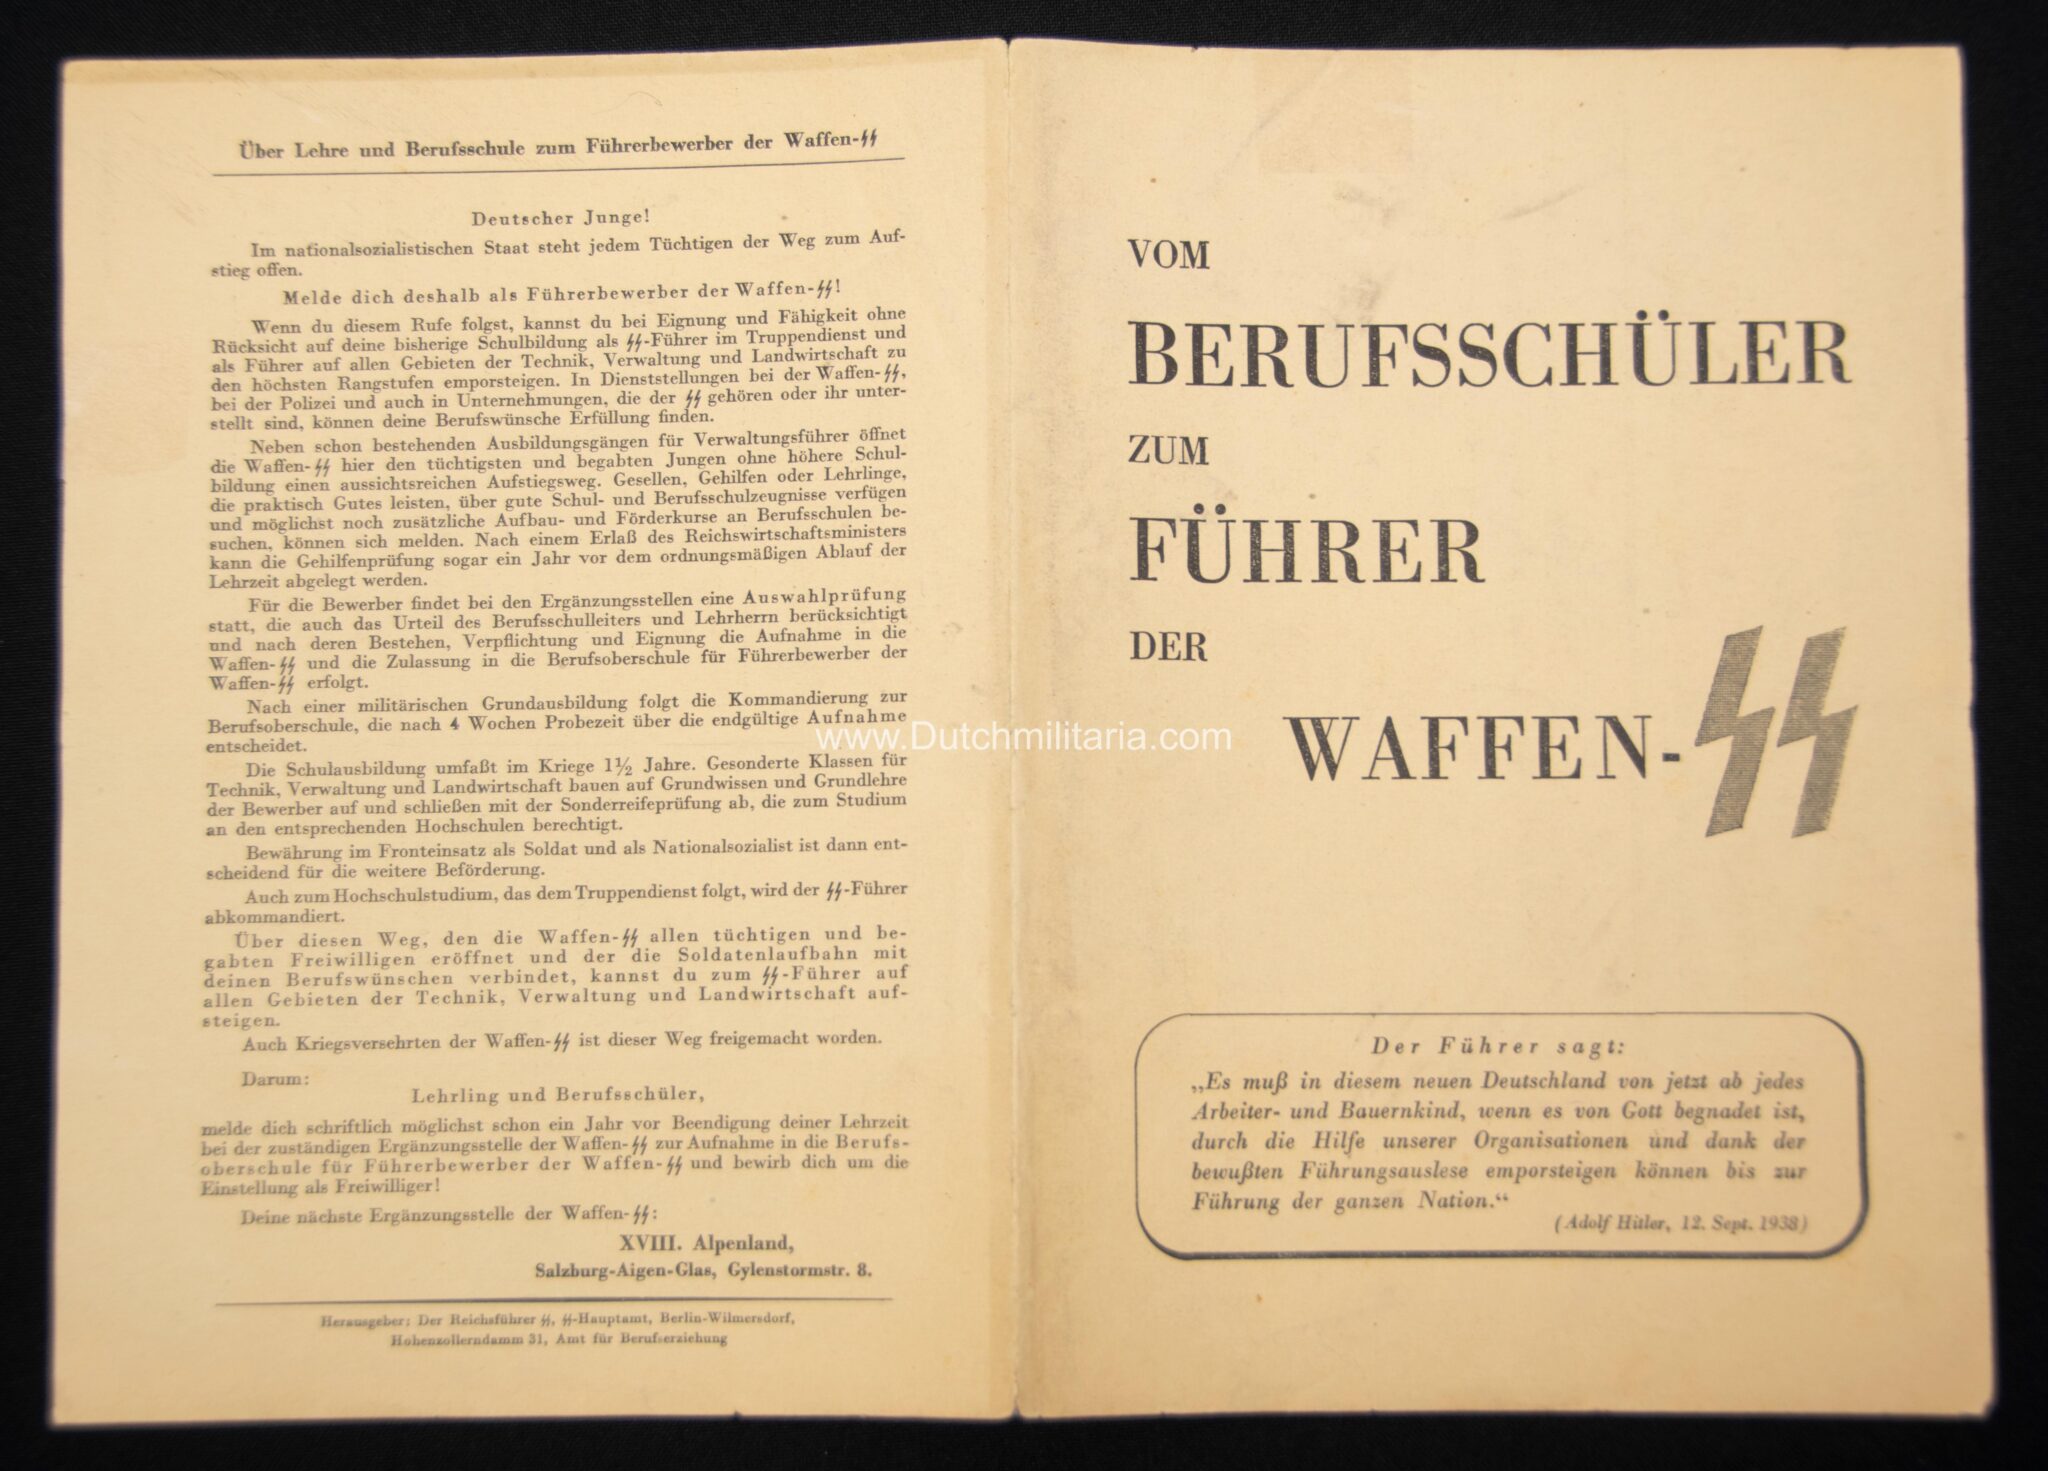 Über Lehre und Berufsschule zum Führerbewerber der Waffen-SS
Deutscher Junge!
Im nationalsozialistischen Staat steht jedem Tüchtigen der Weg zum Auf-
stieg offen.
Melde dich deshalb als Führerbewerber der Waffen-SS!
Wenn du diesem Rufe folgst, kannst du bei Eignung und Fähigkeit ohne
Rücksicht auf deine bisherige Schulbildung als SS-Führer im Truppendienst und
als Führer auf allen Gebieten der Technik, Verwaltung und Landwirtschaft zu
den höchsten Rangstufen emporsteigen. In Dienststellungen bei der Waffen-SS,
bei der Polizei und auch in Unternehmungen, die der SS gehören oder ihr unter-
stellt sind, können deine Berufswünsche Erfüllung finden.
Neben schon bestehenden Ausbildungsgängen für Verwaltungsführer öffnet
die Waffen-SS hier den tüchtigsten und begabten Jungen ohne höhere Schul-
bildung einen aussichtsreichen Aufstiegsweg. Gesellen, Gehilfen oder Lehrlinge,
die praktisch Gutes leisten, über gute Schul- und Berufsschulzeugnisse verfügen
und möglichst noch zusätzliche Aufbau- und Förderkurse an Berufsschulen be-
suchen, können sich melden. Nach einem Erlaß des Reichswirtschaftsministers
kann die Gehilfenprüfung sogar ein Jahr vor dem ordnungsmäßigen Ablauf der
Lehrzeit abgelegt werden.
Für die Bewerber findet bei den Ergänzungsstellen eine Auswahlprüfung
statt, die auch das Urteil des Berufsschulleiters und Lehrherrn berücksichtigt
und nach deren Bestehen, Verpflichtung und Eignung die Aufnahme in die
Waffen-SS und die Zulassung in die Berufsoberschule für Führerbewerber der
Waffen-SS erfolgt.
Nach einer militärischen Grundausbildung folgt die Kommandierung zur
Berufsoberschule, die nach 4 Wochen Probezeit über die endgültige Aufnahme
entscheidet.
Die Schulausbildung umfaßt im Kriege 1½ Jahre. Gesonderte Klassen für
Technik, Verwaltung und Landwirtschaft bauen auf Grundwissen und Grundlehre
der Bewerber auf und schließen mit der Sonderreifeprüfung ab, die zum Studium
an den entsprechenden Hochschulen berechtigt.
Bewährung im Fronteinsatz als Soldat und als Nationalsozialist ist dann ent-
scheidend für die weitere Beförderung.
Auch zum Hochschulstudium, das dem Truppendienst folgt, wird der SS-Führer
abkommandiert.
Über diesen Weg, den die Waffen-SS allen tüchtigen und be-
gabten Freiwilligen eröffnet und der die Soldatenlaufbahn mit
deinen Berufswünschen verbindet, kannst du zum SS-Führer auf
allen Gebieten der Technik, Verwaltung und Landwirtschaft auf-
steigen.
Auch Kriegsversehrten der Waffen-SS ist dieser Weg freigemacht worden.
Darum:
Lehrling und Berufsschüler,
melde dich schriftlich möglichst schon ein Jahr vor Beendigung deiner Lehrzeit
bei der zuständigen Ergänzungsstelle der Waffen-SS zur Aufnahme in die Berufs-
oberschule für Führerbewerber der Waffen-SS und bewirb dich um die
Einstellung als Freiwilliger!
Deine nächste Ergänzungsstelle der Waffen-SS:
XVIII. Alpenland,
Salzburg-Aigen-Glas, Gylenstormstr. 8.
Herausgeber: Der Reichsführer SS, SS-Hauptamt, Berlin-Wilmersdorf,
Hohenzollerndamm 31, Amt für Berufserziehung
VOM
BERUFSSCHÜLER
ZUM
FÜHRER
DER
WAFFEN-SS
Der Führer sagt:
„Es muß in diesem neuen Deutschland von jetzt ab jedes
Arbeiter- und Bauernkind, wenn es von Gott begnadet ist,
durch die Hilfe unserer Organisationen und dank der
bewußten Führungsauslese emporsteigen können bis zur
Führung der ganzen Nation.“
(Adolf Hitler, 12. Sept. 1938)
www.Dutchmilitaria.com